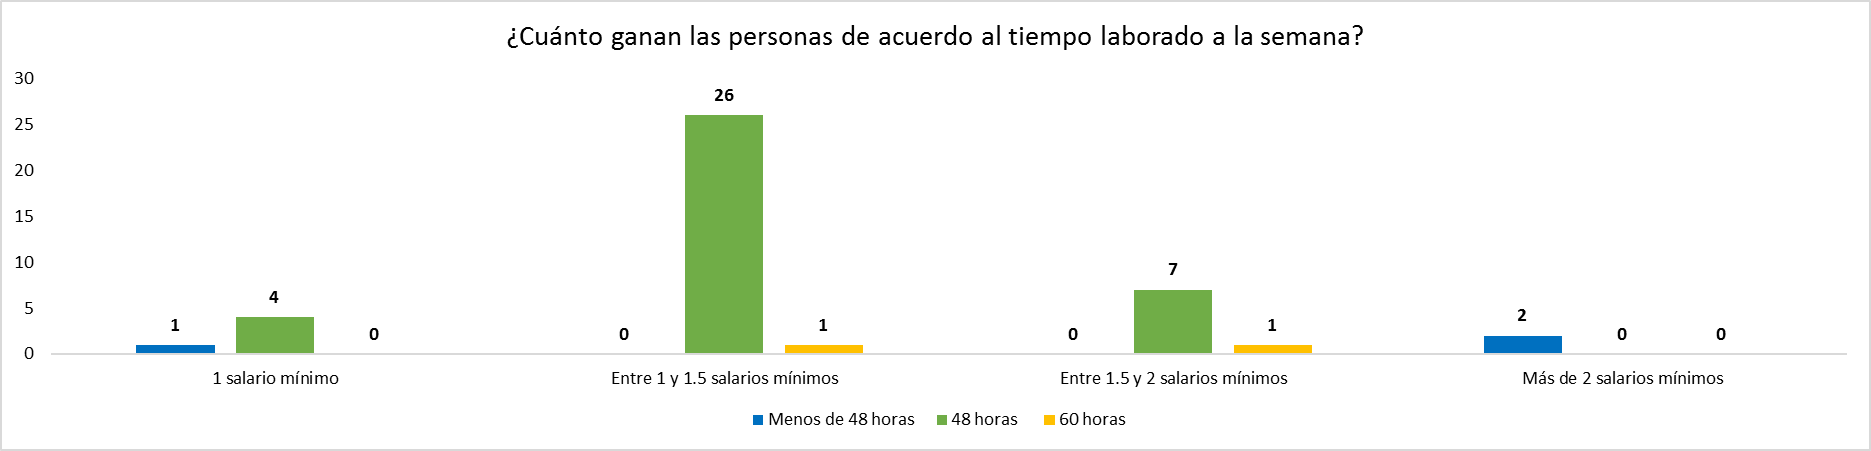 ¿Cuánto ganan las personas de acuerdo al tiempo laborado a la semana?
30
25
20
15
10
5
0
1 4 0
0 26 1
0 7 1
2 0 0
1 salario mínimo
Entre 1 y 1.5 salarios mínimos
Entre 1.5 y 2 salarios mínimos
Más de 2 salarios mínimos
Menos de 48 horas 48 horas 60 horas